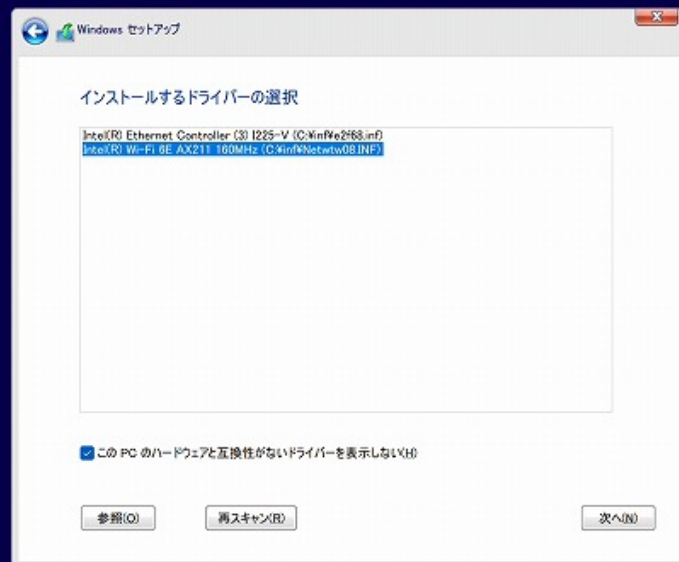 Windows セットアップ
インストールするドライバーの選択
Intel(R) Ethernet Controller (3) I225-V (C:¥inf¥e2f68.inf)
Intel(R) Wi-Fi 6E AX211 160MHz (C:¥inf¥Netwtw08.INF)
この PC のハードウェアと互換性がないドライバーを表示しない(H)
参照(O)
再スキャン(R)
次へ(N)